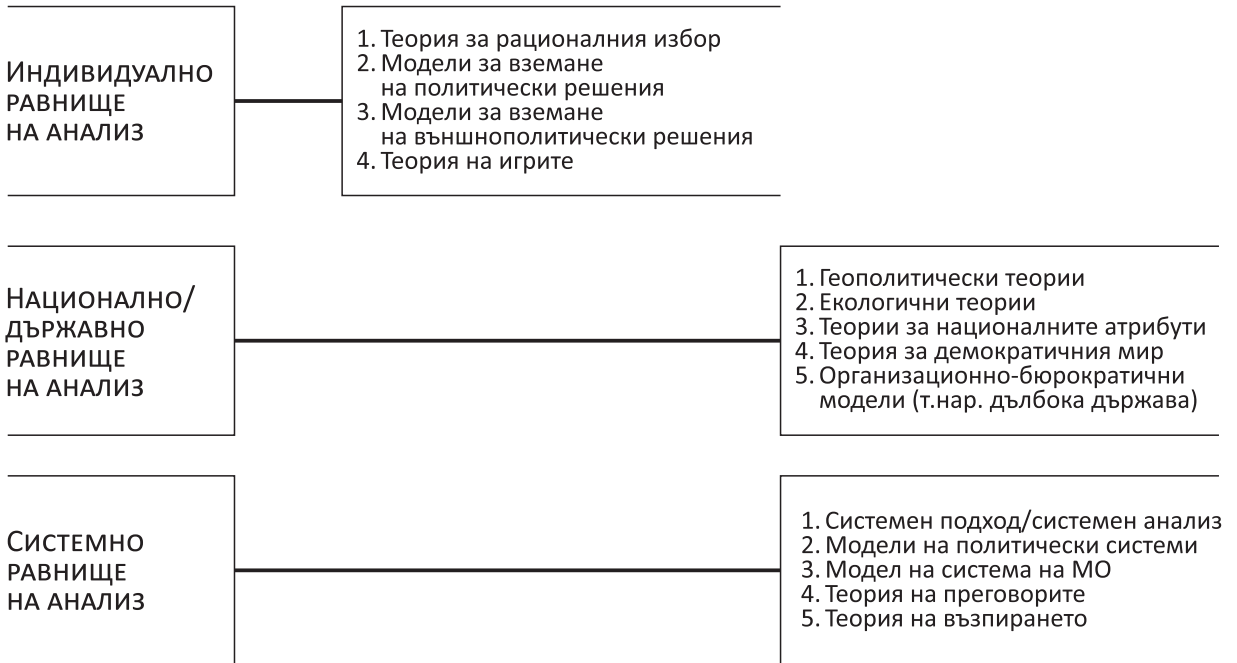 Индивидуално
равнище
на анализ
1. Теория за рационалния избор
2. Модели за вземане
на политически решения
3. Модели за вземане
на външнополитически решения
4. Теория на игрите
Национално/
държавно
равнище
на анализ
1. Геополитически теории
2. Екологични теории
3. Теории за националните атрибути
4. Теория за демократичния мир
5. Организационно-бюрократични
модели (т.нар. дълбока държава)
Системно
равнище
на анализ
1. Системен подход/системен анализ
2. Модели на политически системи
3. Модел на система на МО
4. Теория на преговорите
5. Теория на възпирането